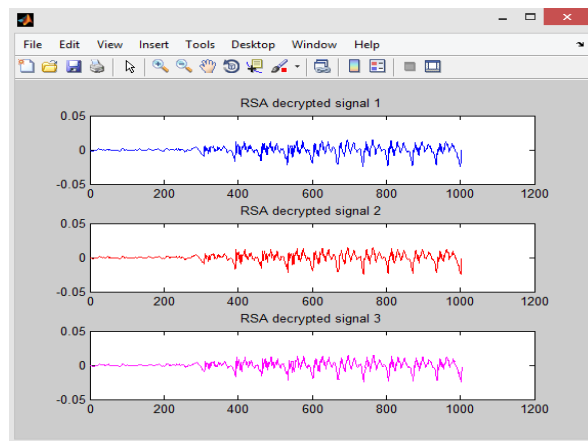 File Edit View Insert Tools Desktop Window Help
RSA decrypted signal 1
0.05
0
-0.05
0 200 400 600 800 1000 1200
RSA decrypted signal 2
0.05
0
-0.05
0 200 400 600 800 1000 1200
RSA decrypted signal 3
0.05
0
-0.05
0 200 400 600 800 1000 1200